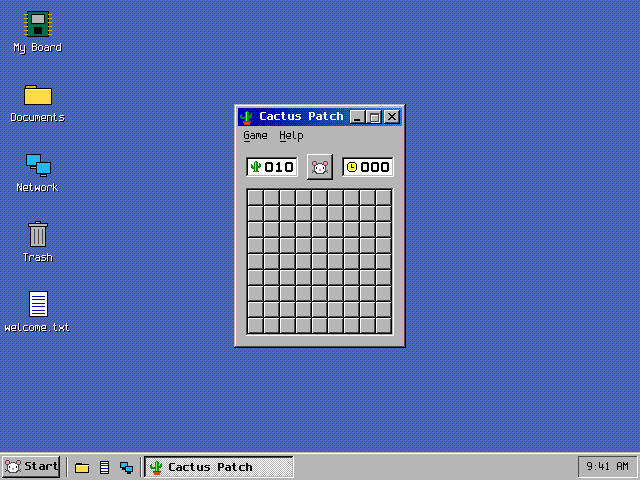 My Board
Documents
Network
Trash
welcome.txt
Cactus Patch
Game Help
010 000
Start
Cactus Patch
9:41 AM